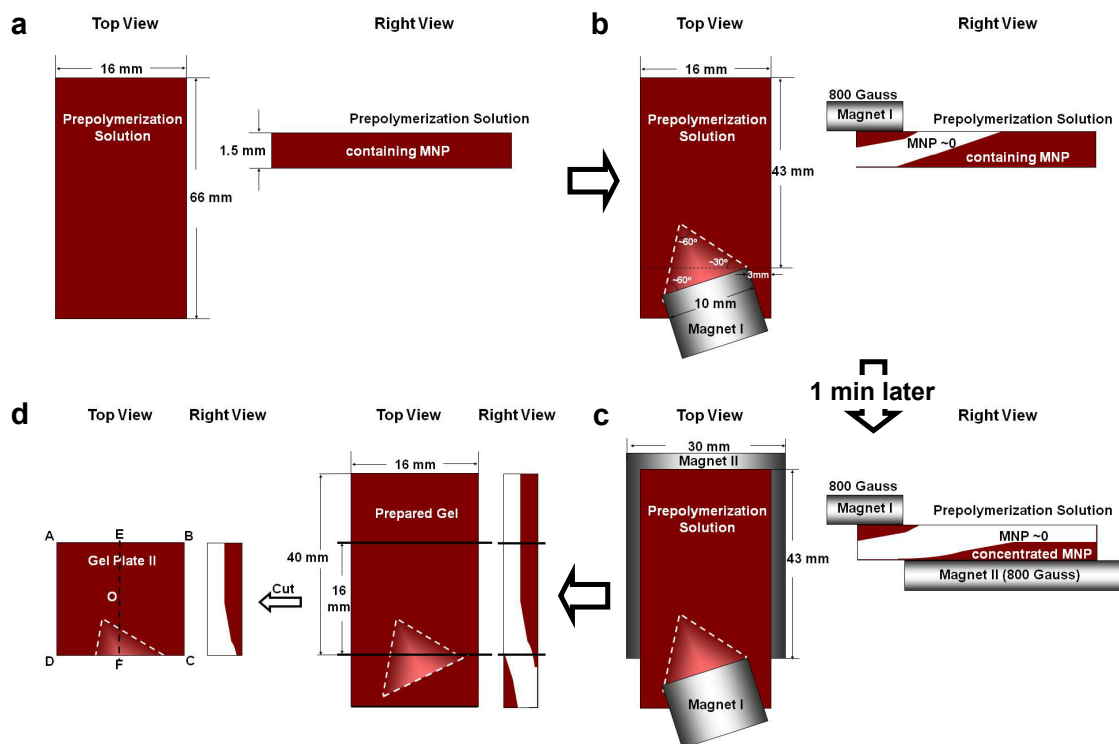 a
Top View
Right View
16 mm
Prepolymerization
Solution
66 mm
Prepolymerization Solution
1.5 mm
containing MNP
b
Top View
Right View
16 mm
Prepolymerization
Solution
43 mm
~60°
~30°
~60°
3mm
10 mm
Magnet I
800 Gauss
Magnet I
Prepolymerization Solution
MNP ~0
containing MNP
1 min later
c
Top View
Right View
30 mm
Magnet II
Prepolymerization
Solution
43 mm
Magnet I
800 Gauss
Magnet I
Prepolymerization Solution
MNP ~0
concentrated MNP
Magnet II (800 Gauss)
d
Top View
Right View
Top View
Right View
16 mm
Prepared Gel
40 mm
16
mm
Cut
A
E
B
Gel Plate II
O
D
F
C